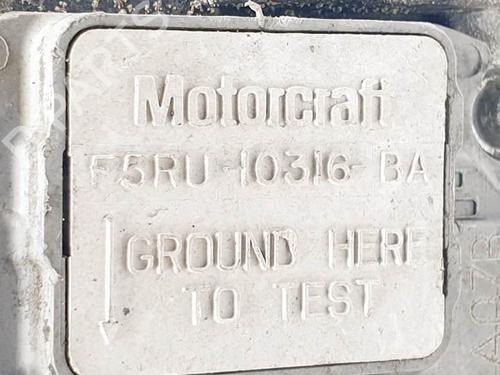 Motorcraft
F5RU-10316-BA
GROUND HERE
TO TEST